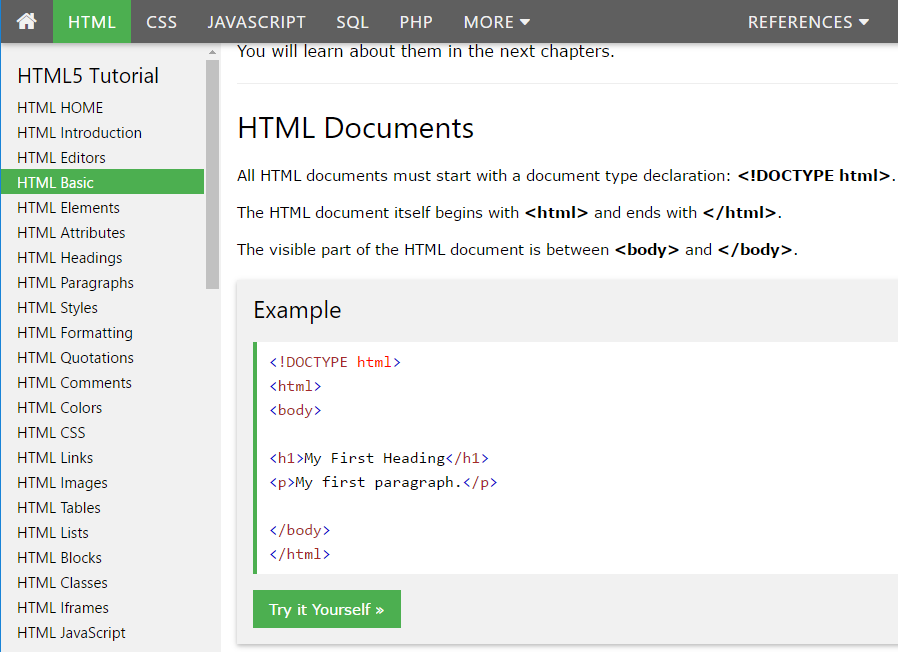 HTML CSS JAVASCRIPT SQL PHP MORE REFERENCES
HTML5 Tutorial
HTML HOME
HTML Introduction
HTML Editors
HTML Basic
HTML Elements
HTML Attributes
HTML Headings
HTML Paragraphs
HTML Styles
HTML Formatting
HTML Quotations
HTML Comments
HTML Colors
HTML CSS
HTML Links
HTML Images
HTML Tables
HTML Lists
HTML Blocks
HTML Classes
HTML Iframes
HTML JavaScript
You will learn about them in the next chapters.
HTML Documents
All HTML documents must start with a document type declaration: <!DOCTYPE html>.
The HTML document itself begins with <html> and ends with </html>.
The visible part of the HTML document is between <body> and </body>.
Example
<!DOCTYPE html>
<html>
<body>
<h1>My First Heading</h1>
<p>My first paragraph.</p>
</body>
</html>
Try it Yourself »